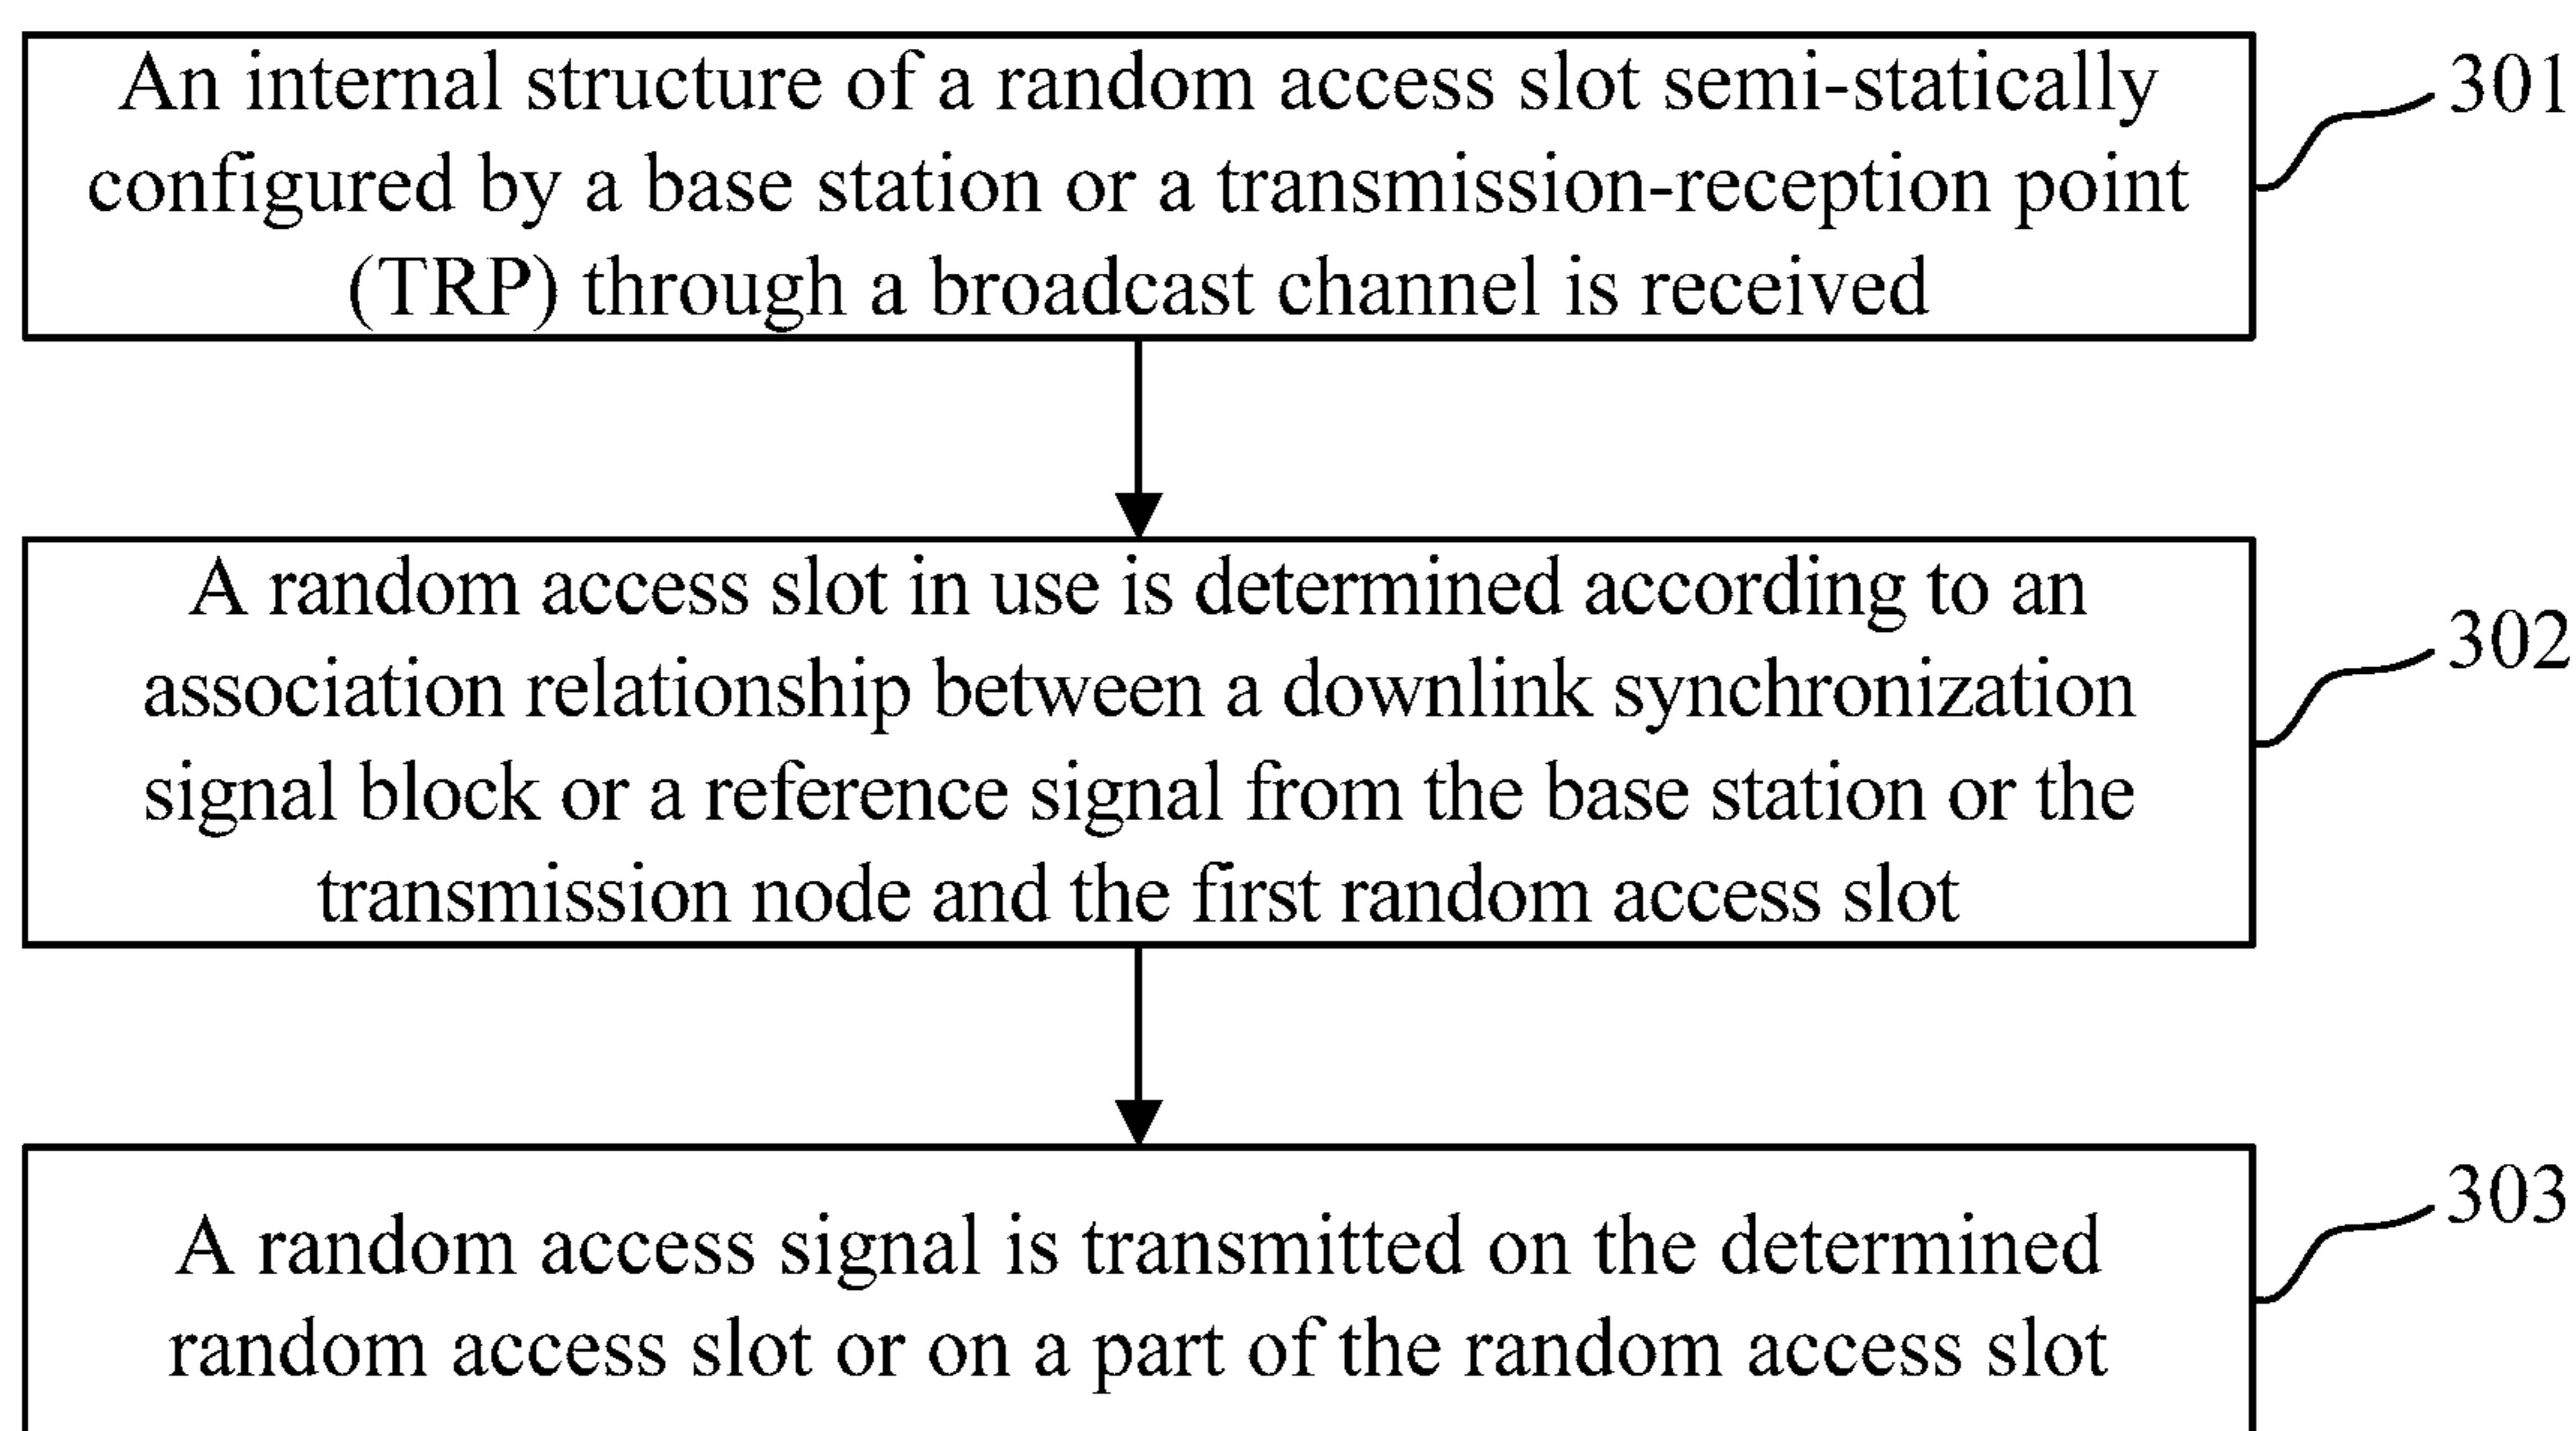 An internal structure of a random access slot semi-statically
configured by a base station or a transmission-reception point
(TRP) through a broadcast channel is received
301
A random access slot in use is determined according to an
association relationship between a downlink synchronization
signal block or a reference signal from the base station or the
transmission node and the first random access slot
302
A random access signal is transmitted on the determined
random access slot or on a part of the random access slot
303